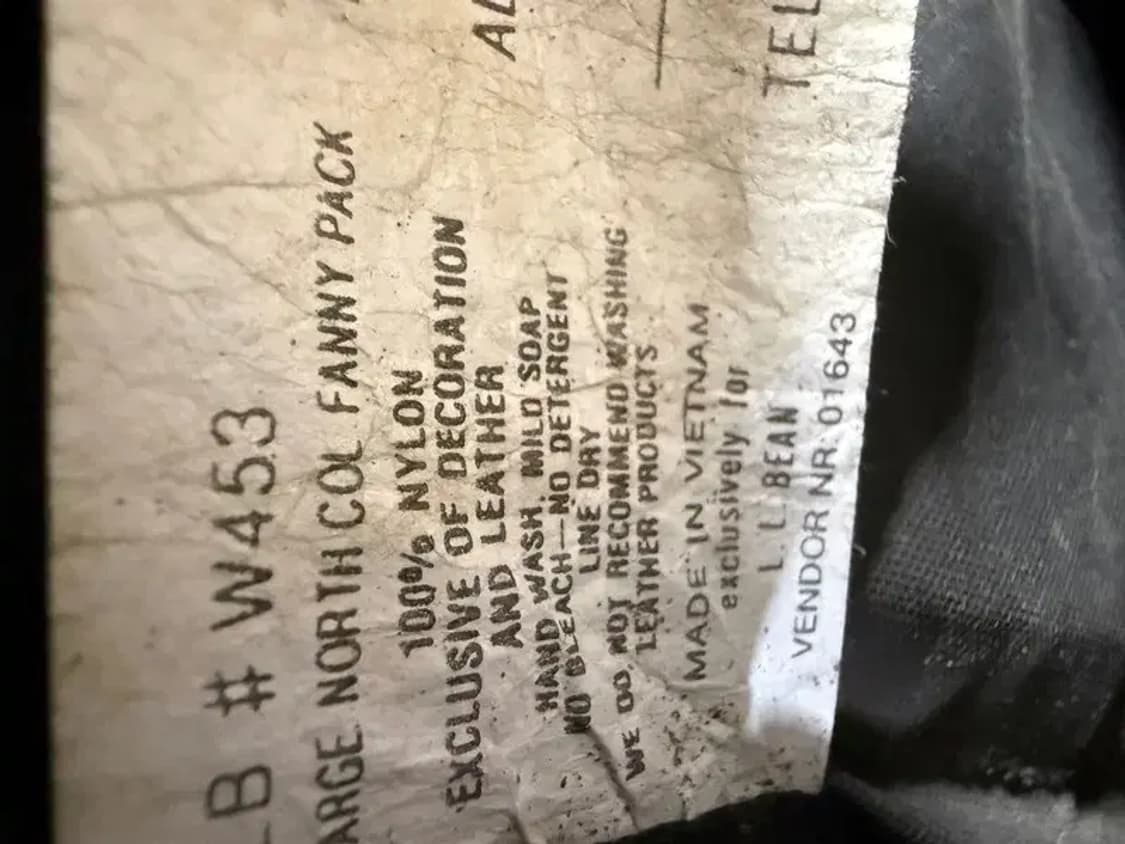 B # W453
ARGE NORTH COL FANNY PACK
100% NYLON
EXCLUSIVE OF DECORATION
AND LEATHER
HAND WASH, MILD SOAP
NO BLEACH—NO DETERGENT
LINE DRY
WE DO NOT RECOMMEND WASHING
LEATHER PRODUCTS
MADE IN VIETNAM
exclusively for
L. L. BEAN
VENDOR NR: 01643
AL
TEL